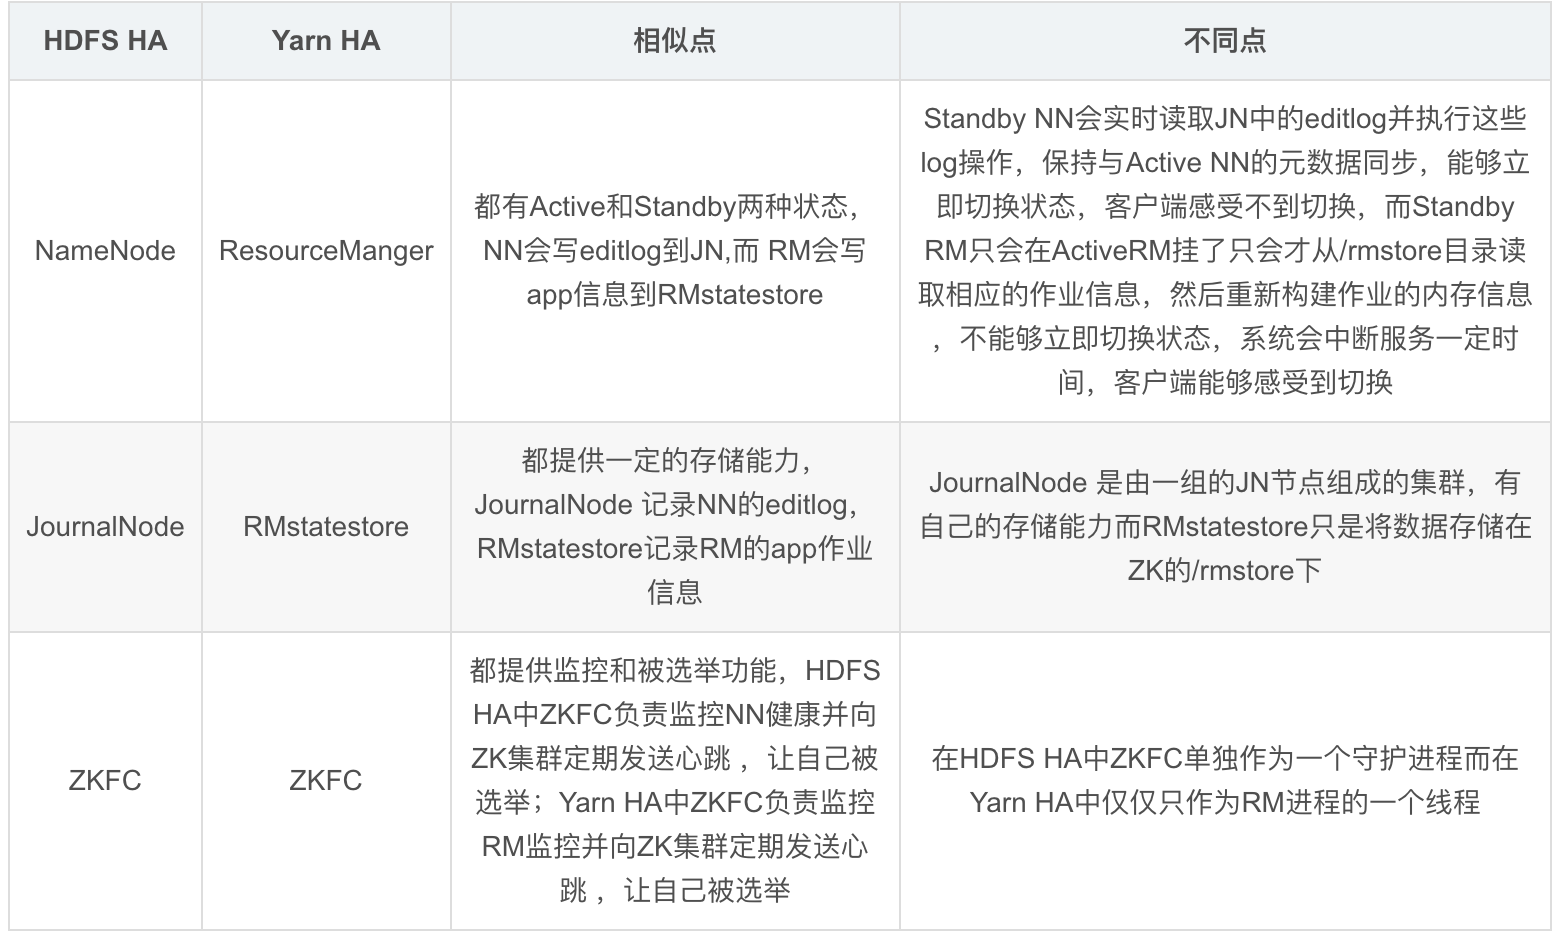 HDFS HA
Yarn HA
相似点
不同点
NameNode
ResourceManger
都有Active和Standby两种状态，
NN会写editlog到JN,而 RM会写
app信息到RMstatestore
Standby NN会实时读取JN中的editlog并执行这些
log操作，保持与Active NN的元数据同步，能够立
即切换状态，客户端感受不到切换，而Standby
RM只会在ActiveRM挂了只会才从/rmstore目录读
取相应的作业信息，然后重新构建作业的内存信息
，不能够立即切换状态，系统会中断服务一定时
间，客户端能够感受到切换
JournalNode
RMstatestore
都提供一定的存储能力，
JournalNode 记录NN的editlog，
RMstatestore记录RM的app作业
信息
JournalNode 是由一组的JN节点组成的集群，有
自己的存储能力而RMstatestore只是将数据存储在
ZK的/rmstore下
ZKFC
ZKFC
都提供监控和被选举功能，HDFS
HA中ZKFC负责监控NN健康并向
ZK集群定期发送心跳 ，让自己被
选举；Yarn HA中ZKFC负责监控
RM监控并向ZK集群定期发送心
跳 ，让自己被选举
在HDFS HA中ZKFC单独作为一个守护进程而在
Yarn HA中仅仅只作为RM进程的一个线程